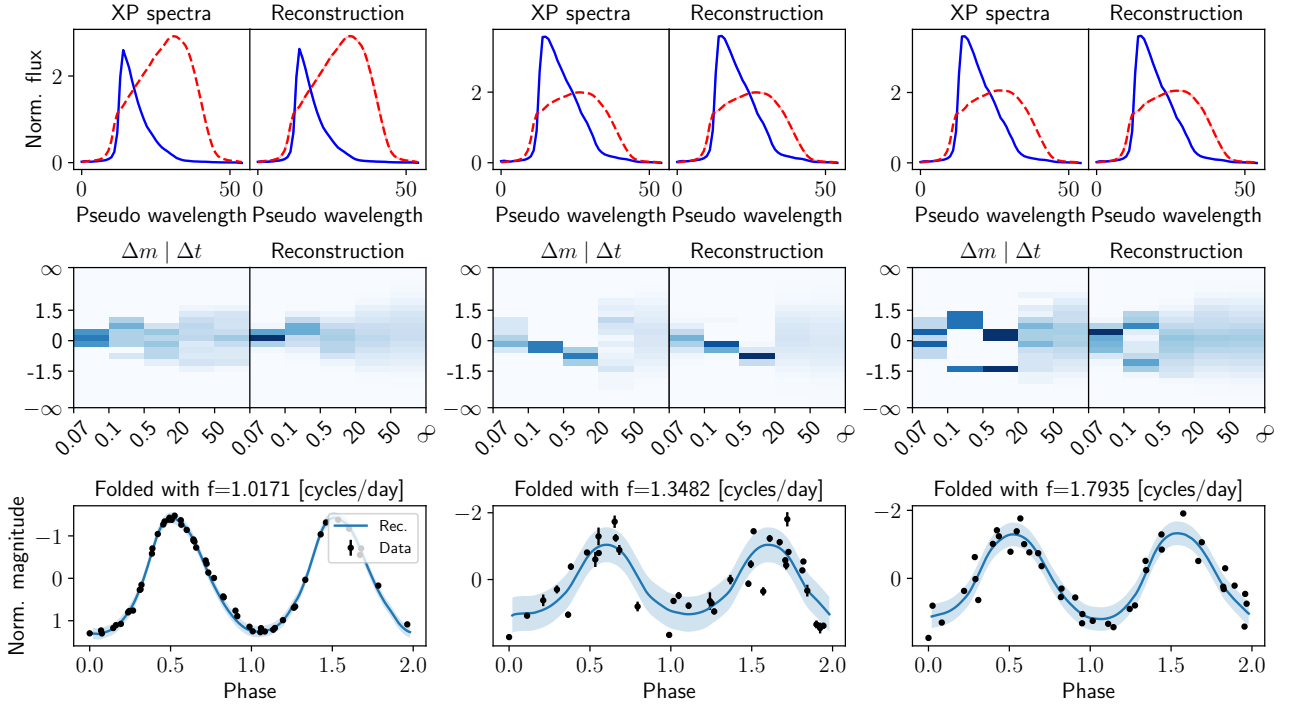 XP spectra Reconstruction XP spectra Reconstruction XP spectra Reconstruction
Norm. flux
2 0 2 0 2 0
0 50 0 50 0 50 0 50 0 50 0 50
Pseudo wavelength Pseudo wavelength Pseudo wavelength Pseudo wavelength Pseudo wavelength Pseudo wavelength
Δm | Δt Reconstruction Δm | Δt Reconstruction Δm | Δt Reconstruction
∞ 1.5 0 -1.5 −∞ ∞ 1.5 0 -1.5 −∞ ∞ 1.5 0 -1.5 −∞
0.07 0.1 0.5 20 50 0.07 0.1 0.5 20 50 ∞ 0.07 0.1 0.5 20 50 0.07 0.1 0.5 20 50 ∞ 0.07 0.1 0.5 20 50 0.07 0.1 0.5 20 50 ∞
Folded with f=1.0171 [cycles/day] Folded with f=1.3482 [cycles/day] Folded with f=1.7935 [cycles/day]
Norm. magnitude
−1 0 1 −2 0 −2 0
Rec.
Data
0.0 0.5 1.0 1.5 2.0 0.0 0.5 1.0 1.5 2.0 0.0 0.5 1.0 1.5 2.0
Phase Phase Phase